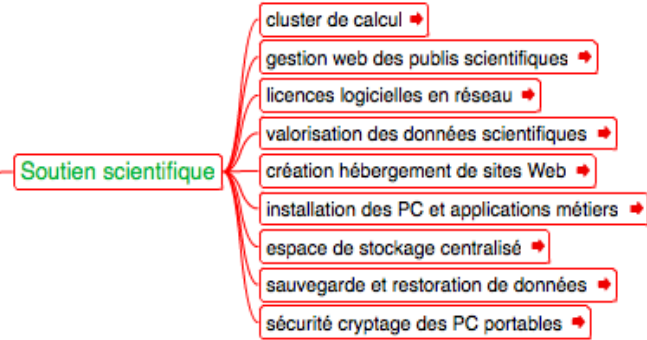 cluster de calcul
gestion web des publis scientifiques
licences logicielles en réseau
valorisation des données scientifiques
Soutien scientifique
création hébergement de sites Web
installation des PC et applications métiers
espace de stockage centralisé
sauvegarde et restoration de données
sécurité cryptage des PC portables